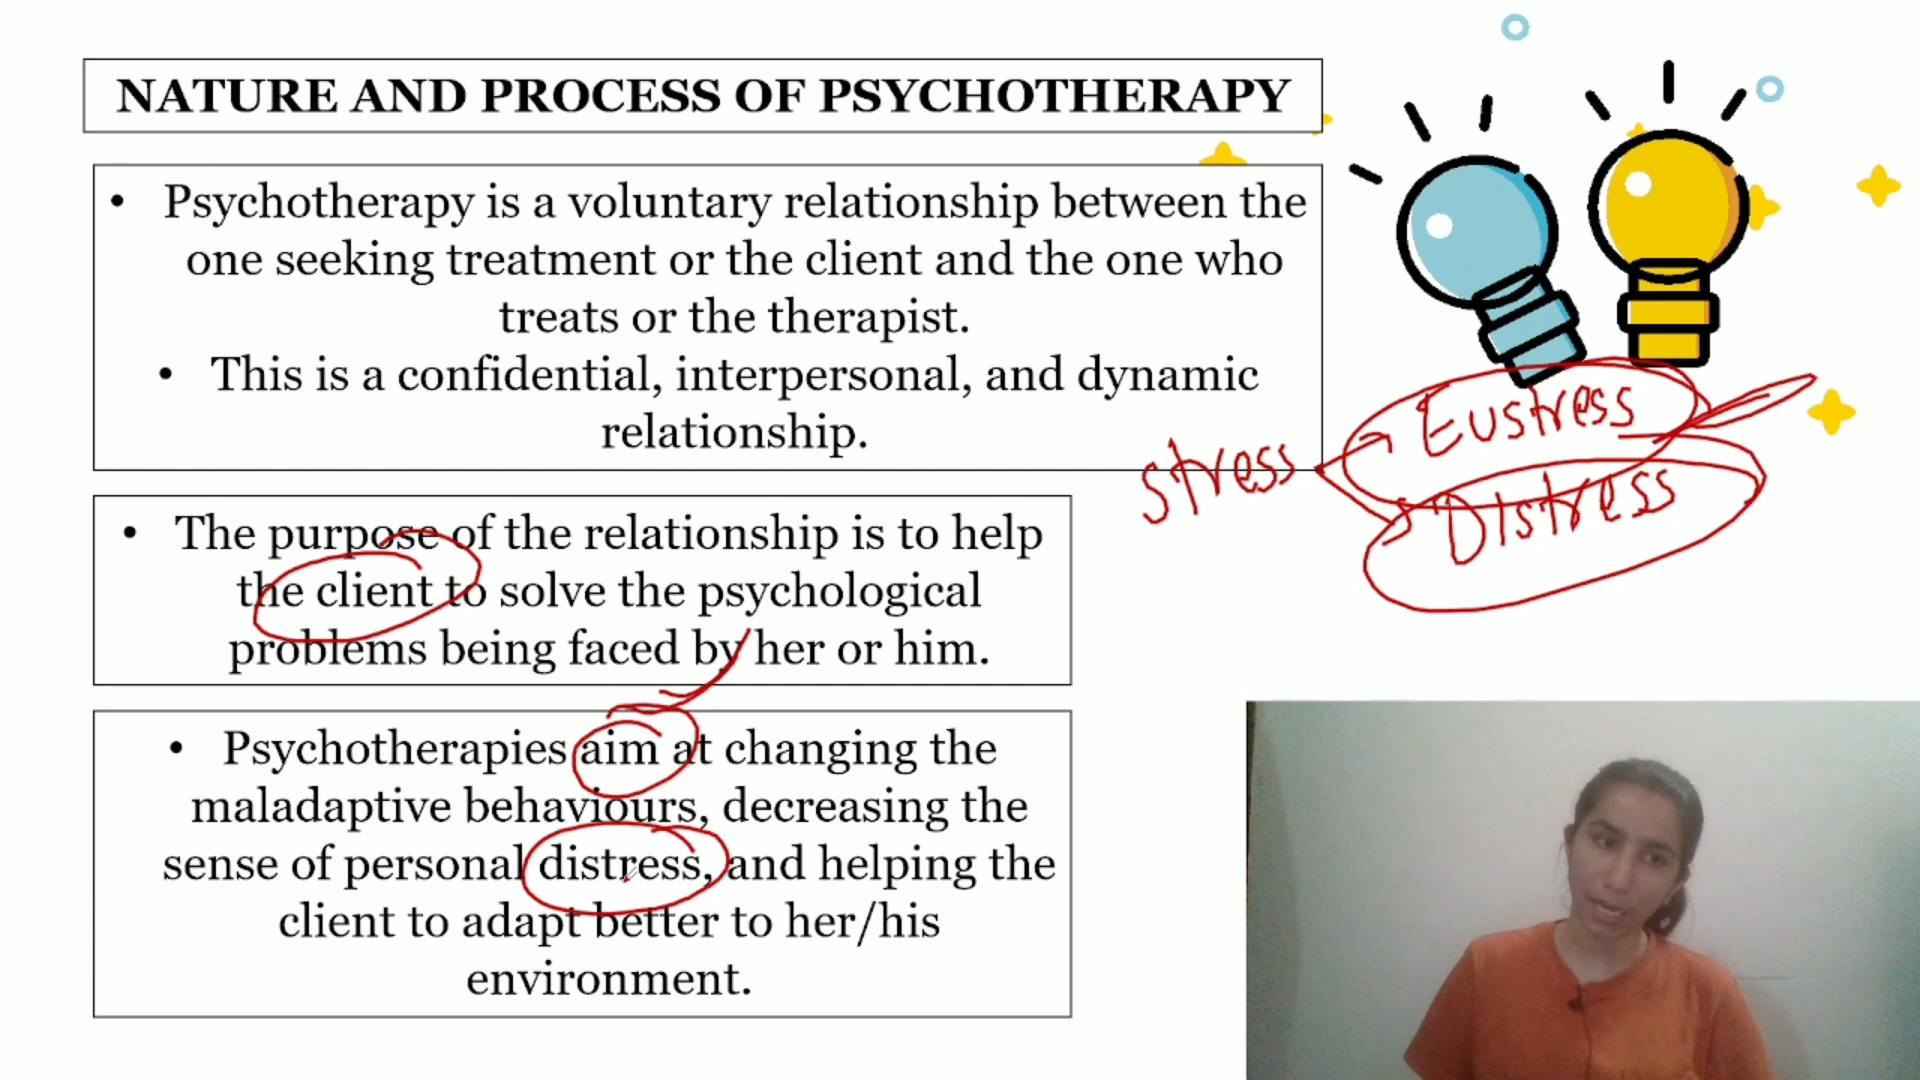 NATURE AND PROCESS OF PSYCHOTHERAPY
• Psychotherapy is a voluntary relationship between the
one seeking treatment or the client and the one who
treats or the therapist.
• This is a confidential, interpersonal, and dynamic
relationship.
stress
Eustress
Distress
• The purpose of the relationship is to help
the client to solve the psychological
problems being faced by her or him.
• Psychotherapies aim at changing the
maladaptive behaviours, decreasing the
sense of personal distress, and helping the
client to adapt better to her/his
environment.